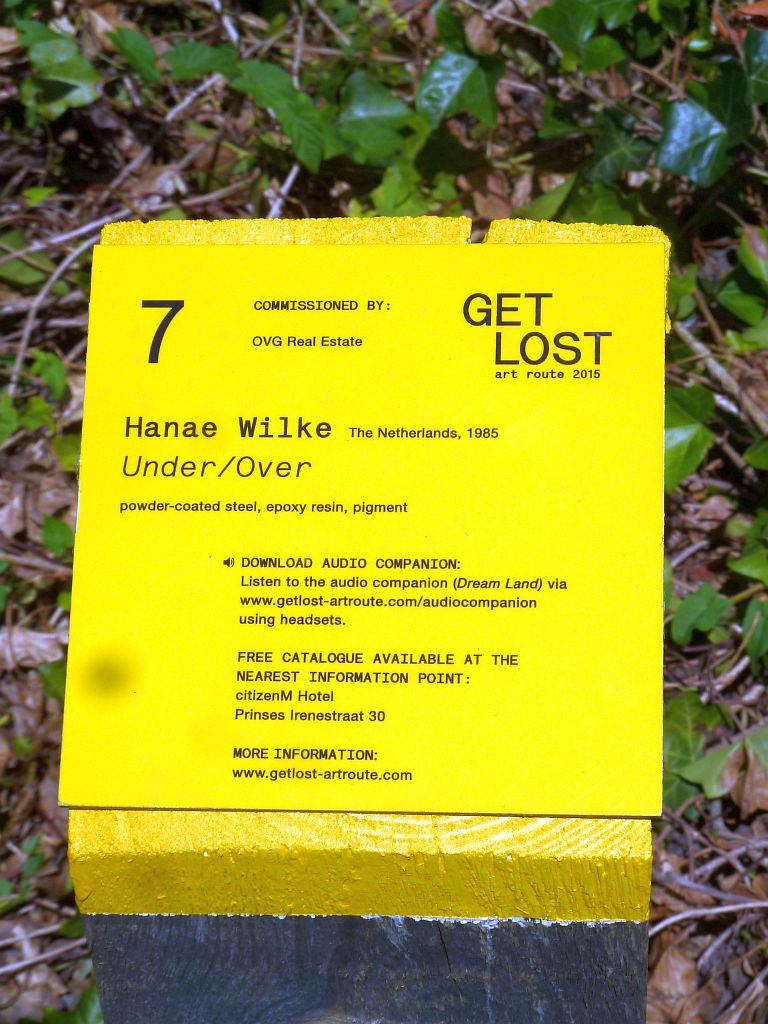 7
COMMISSIONED BY:
OVG Real Estate
GET
LOST
art route 2015
Hanae Wilke The Netherlands, 1985
Under/Over
powder-coated steel, epoxy resin, pigment
DOWNLOAD AUDIO COMPANION:
Listen to the audio companion (Dream Land) via
www.getlost-artroute.com/audiocompanion
using headsets.
FREE CATALOGUE AVAILABLE AT THE
NEAREST INFORMATION POINT:
citizenM Hotel
Prinses Irenestraat 30
MORE INFORMATION:
www.getlost-artroute.com